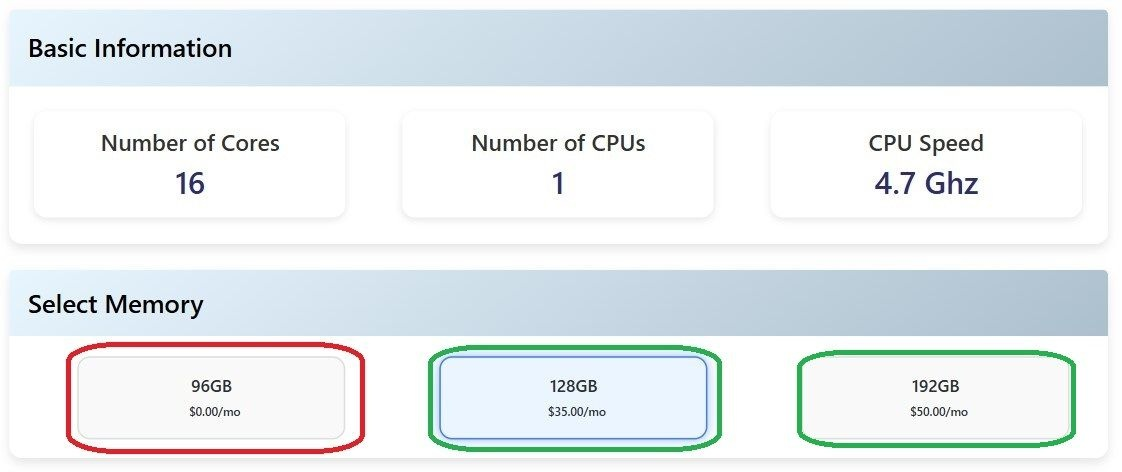 Basic Information
Number of Cores
16
Number of CPUs
1
CPU Speed
4.7 Ghz
Select Memory
96GB
$0.00/mo
128GB
$35.00/mo
192GB
$50.00/mo